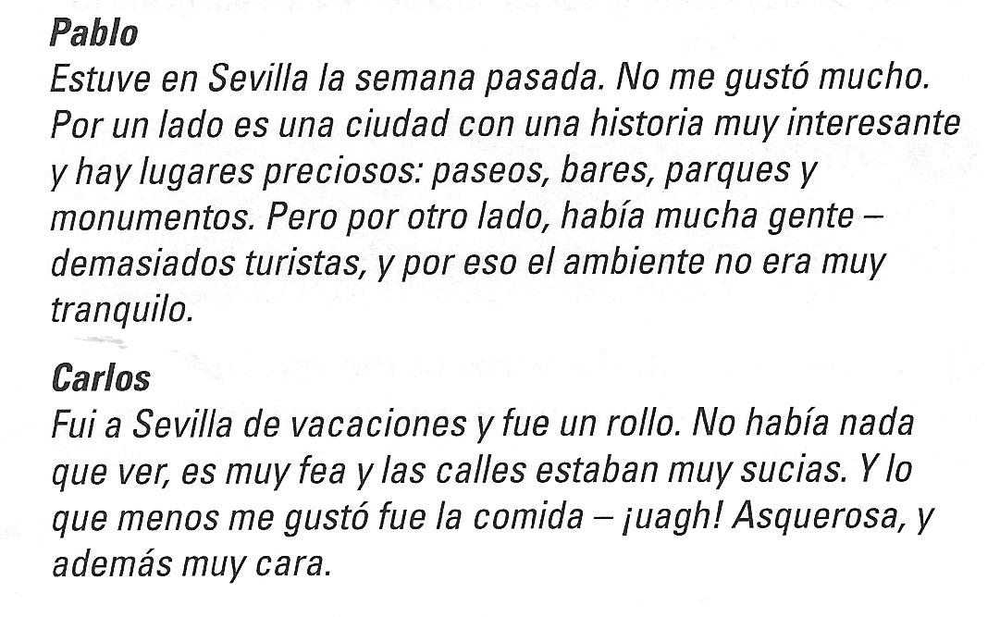 Pablo
Estuve en Sevilla la semana pasada. No me gustó mucho.
Por un lado es una ciudad con una historia muy interesante
y hay lugares preciosos: paseos, bares, parques y
monumentos. Pero por otro lado, había mucha gente –
demasiados turistas, y por eso el ambiente no era muy
tranquilo.
Carlos
Fui a Sevilla de vacaciones y fue un rollo. No había nada
que ver, es muy fea y las calles estaban muy sucias. Y lo
que menos me gustó fue la comida – ¡uagh! Asquerosa, y
además muy cara.